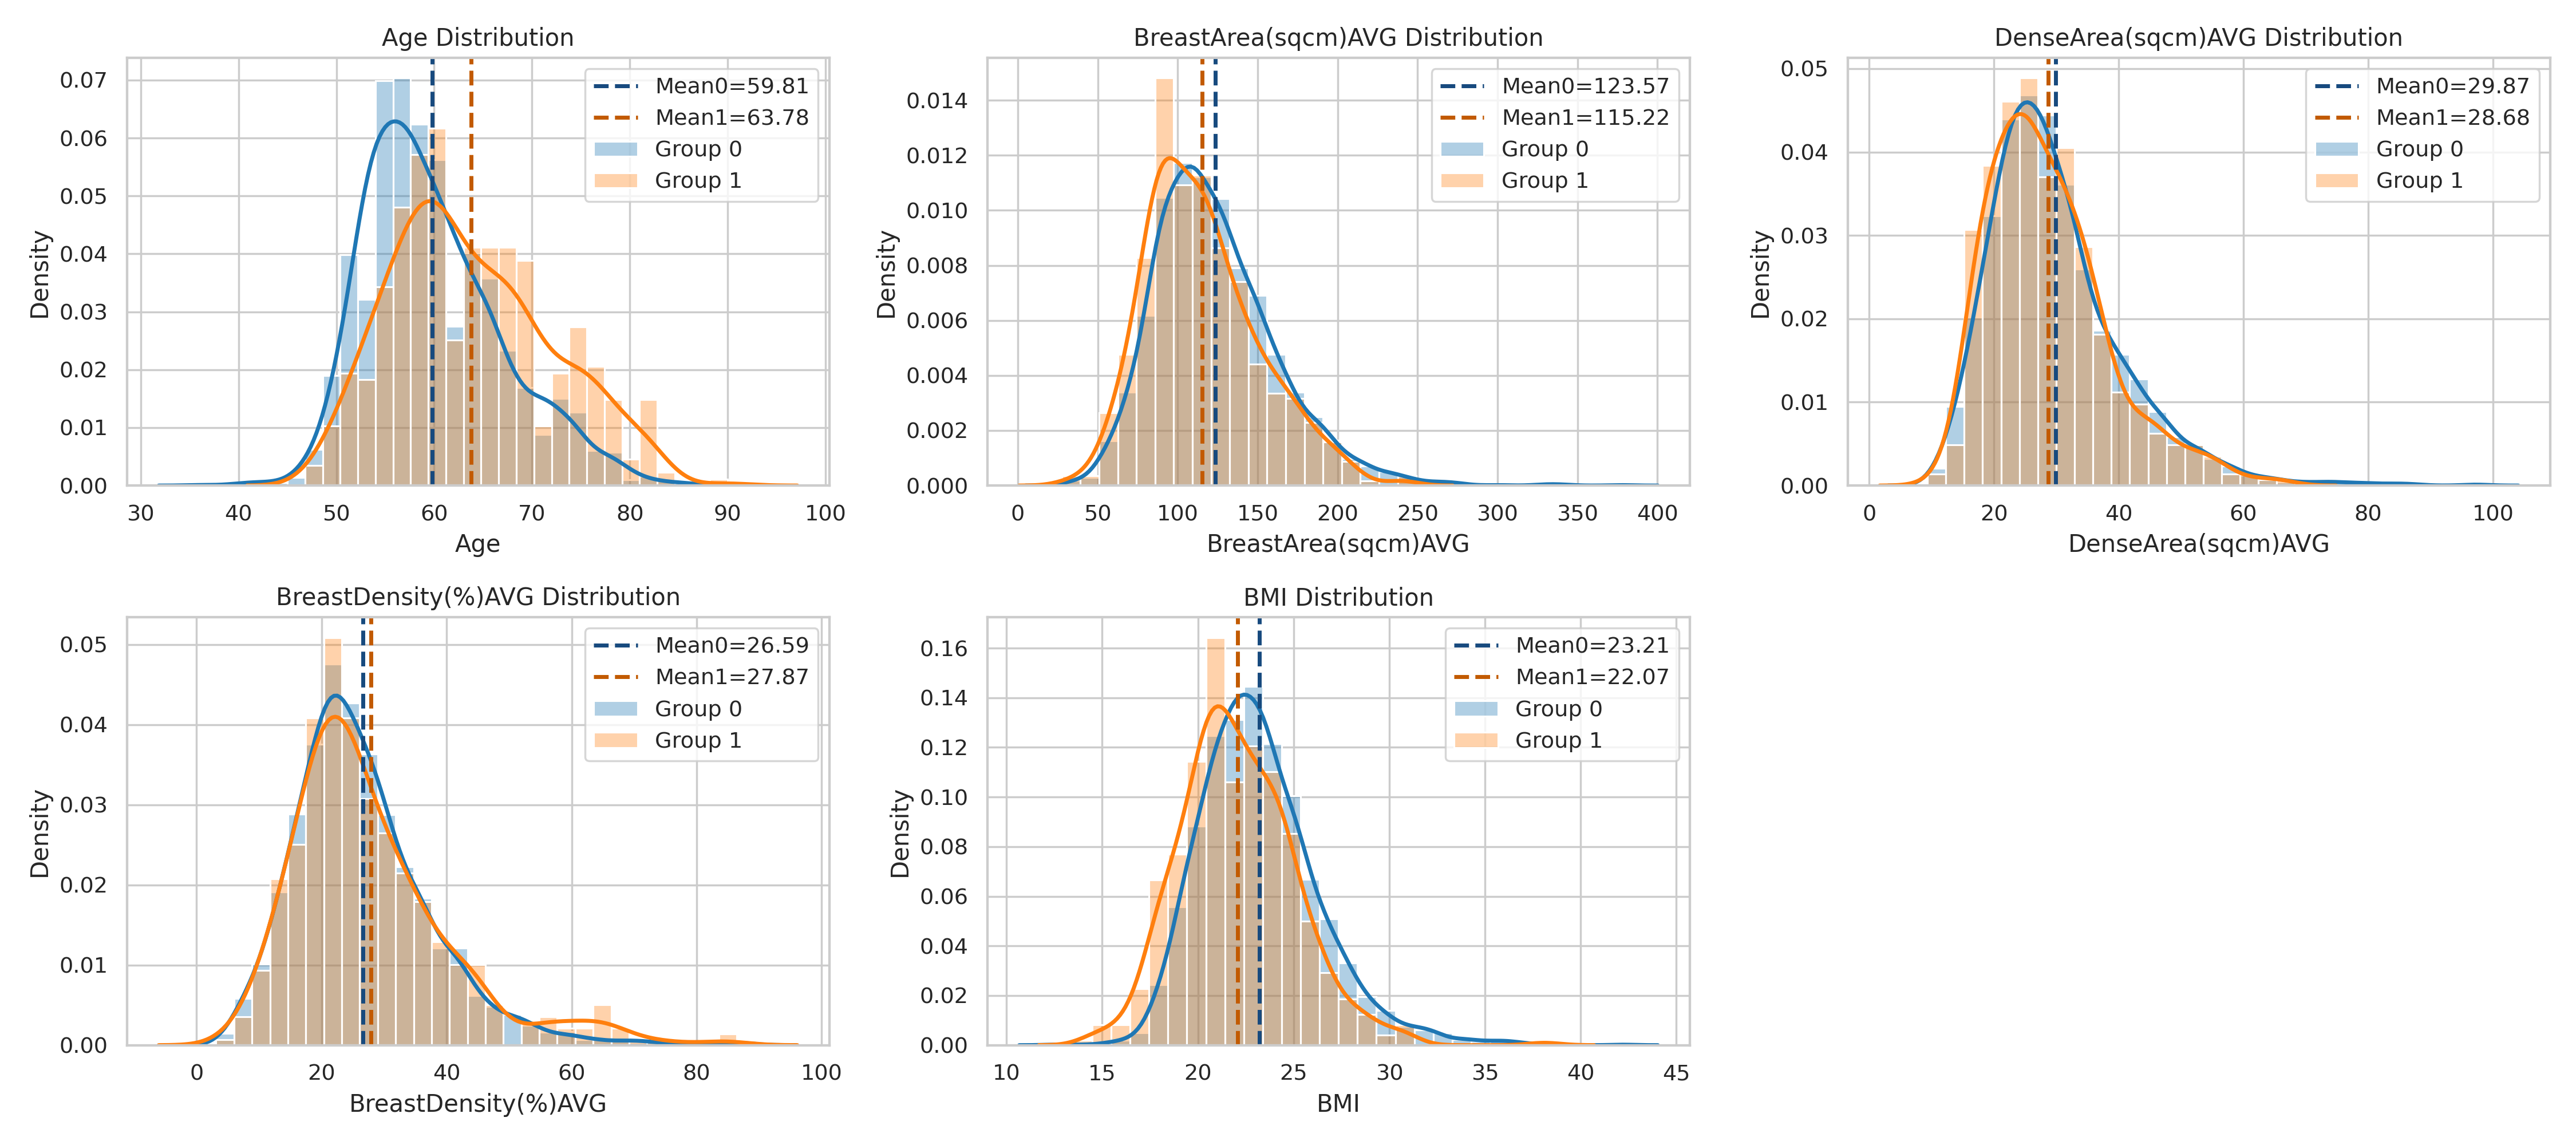 Age Distribution
0.07
0.06
0.05
0.04
0.03
0.02
0.01
0.00
Density
30 40 50 60 70 80 90 100
Age
Mean0=59.81
Mean1=63.78
Group 0
Group 1
BreastArea(sqcm)AVG Distribution
0.014
0.012
0.010
0.008
0.006
0.004
0.002
0.000
Density
0 50 100 150 200 250 300 350 400
BreastArea(sqcm)AVG
Mean0=123.57
Mean1=115.22
Group 0
Group 1
DenseArea(sqcm)AVG Distribution
0.05
0.04
0.03
0.02
0.01
0.00
Density
0 20 40 60 80 100
DenseArea(sqcm)AVG
Mean0=29.87
Mean1=28.68
Group 0
Group 1
BreastDensity(%)AVG Distribution
0.05
0.04
0.03
0.02
0.01
0.00
Density
0 20 40 60 80 100
BreastDensity(%)AVG
Mean0=26.59
Mean1=27.87
Group 0
Group 1
BMI Distribution
0.16
0.14
0.12
0.10
0.08
0.06
0.04
0.02
0.00
Density
10 15 20 25 30 35 40 45
BMI
Mean0=23.21
Mean1=22.07
Group 0
Group 1